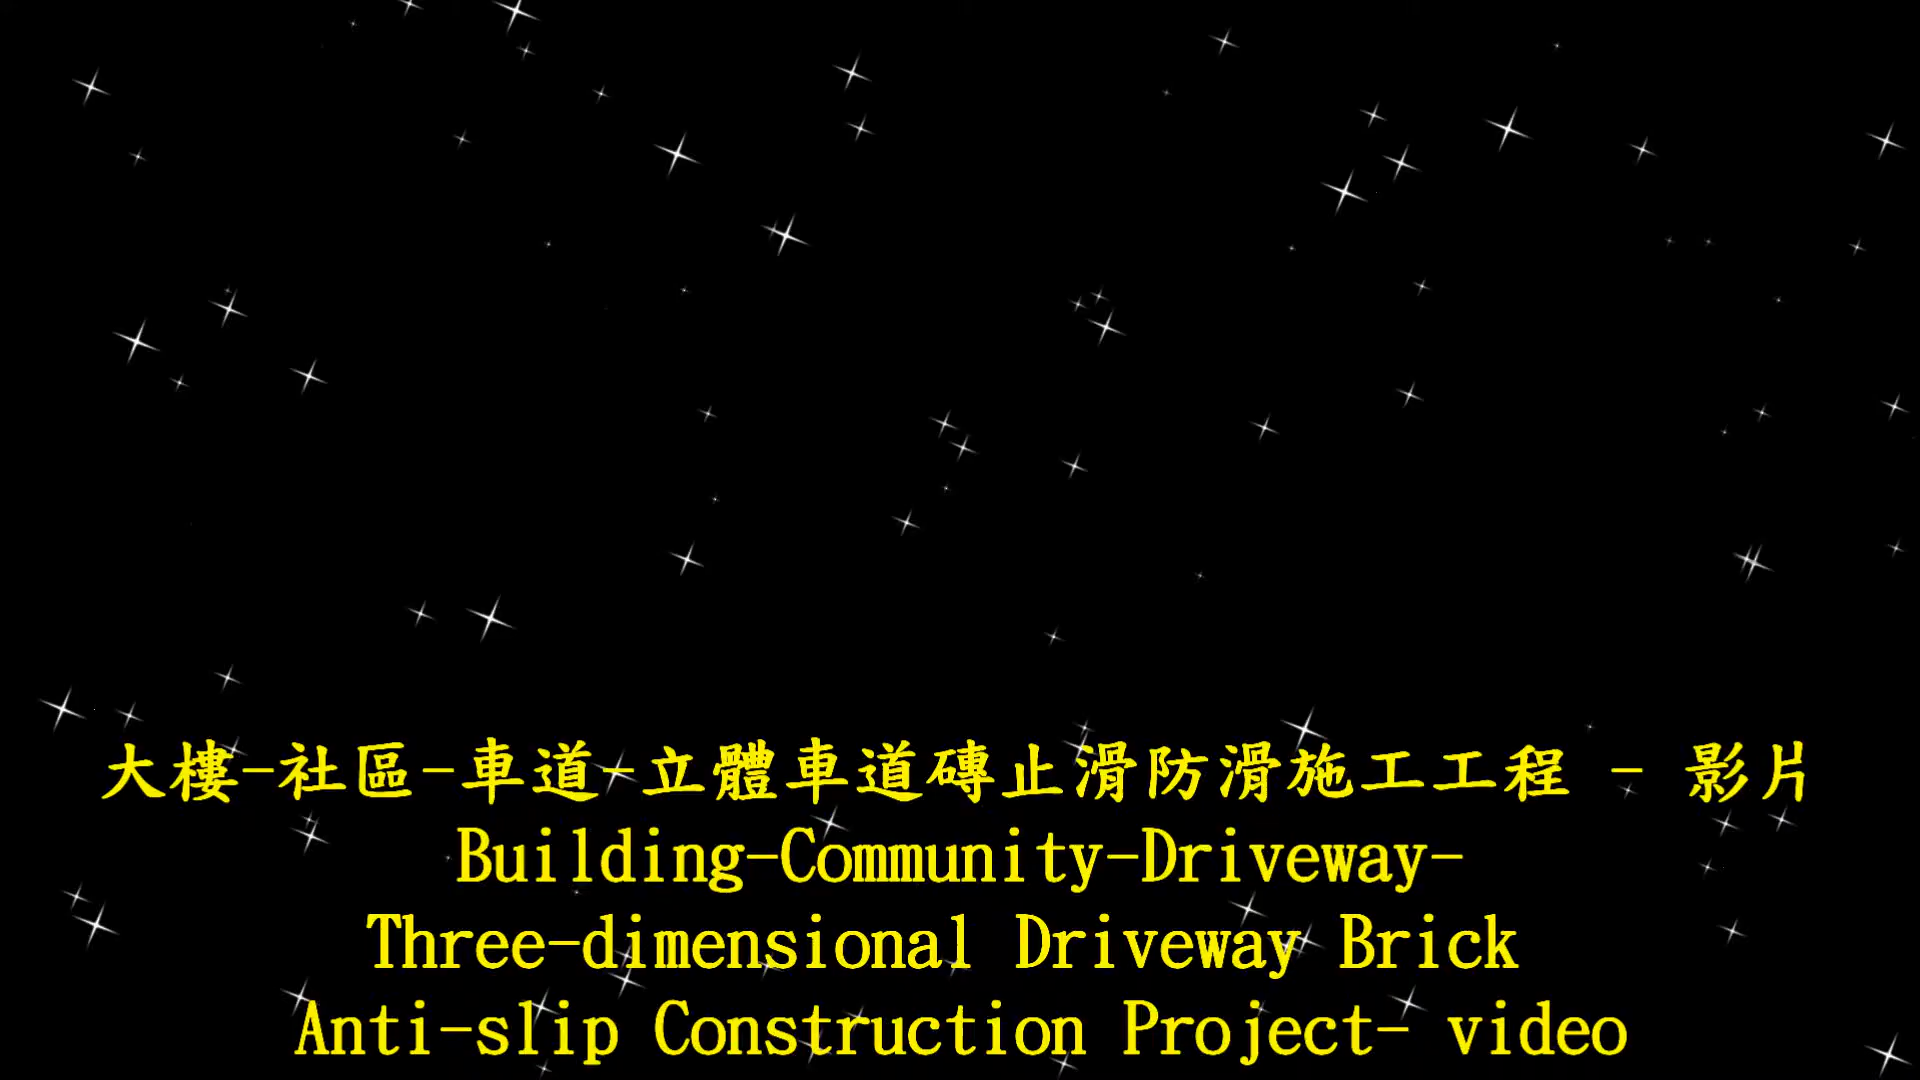 大樓-社區-車道-立體車道磚止滑防滑施工工程 - 影片
Building-Community-Driveway-
Three-dimensional Driveway Brick
Anti-slip Construction Project- video